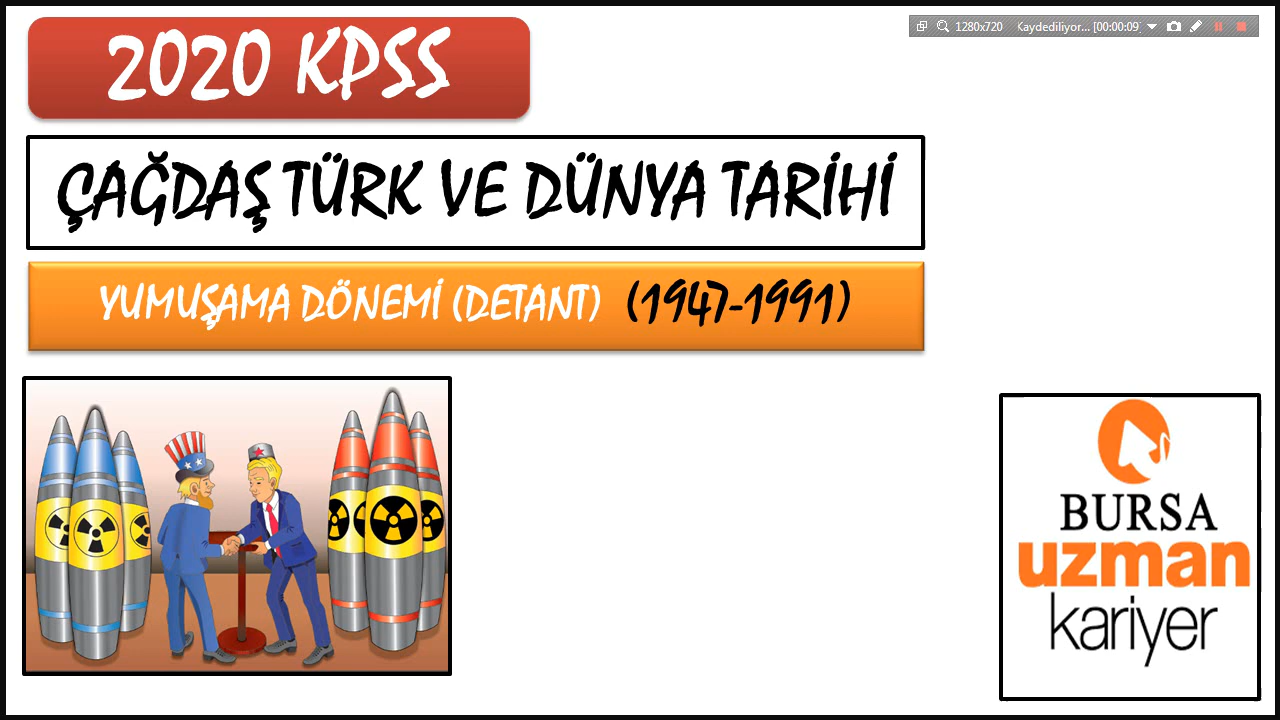 2020 KPSS
1280x720 Kaydediliyor... [00:00:09]
ÇAĞDAŞ TÜRK VE DÜNYA TARİHİ
YUMUŞAMA DÖNEMİ (DETANT) (1947-1991)
BURSA
uzman
kariyer